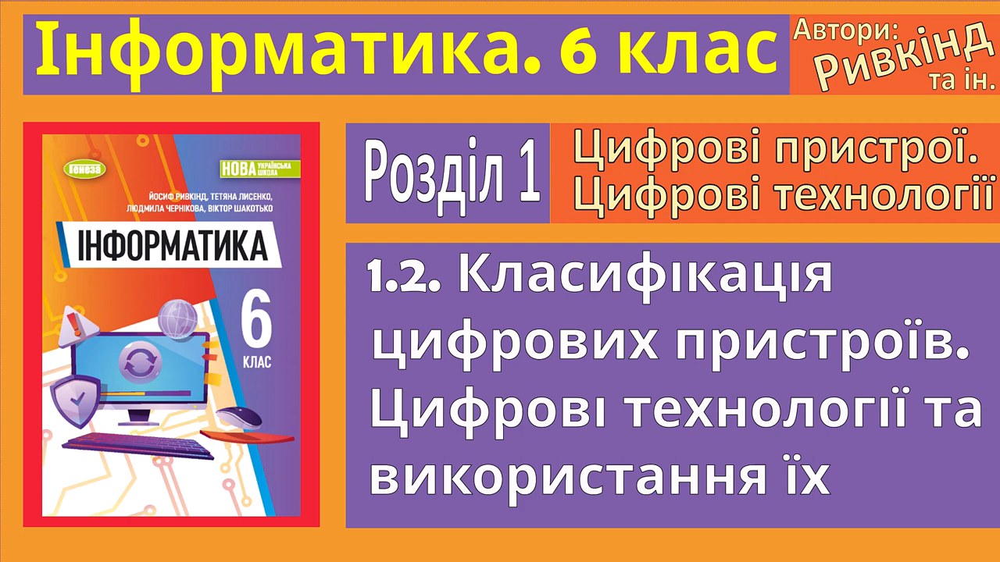 Інформатика. 6 клас
Автори:
Ривкінд
та ін.
Розділ 1
Цифрові пристрої.
Цифрові технології
1.2. Класифікація
цифрових пристроїв.
Цифрові технології та
використання їх
Генеза
НОВА УКРАЇНСЬКА
ШКОЛА
ЙОСИФ РИВКІНД, ТЕТЯНА ЛИСЕНКО,
ЛЮДМИЛА ЧЕРНІКОВА, ВІКТОР ШАКОТЬКО
ІНФОРМАТИКА
6
КЛАС